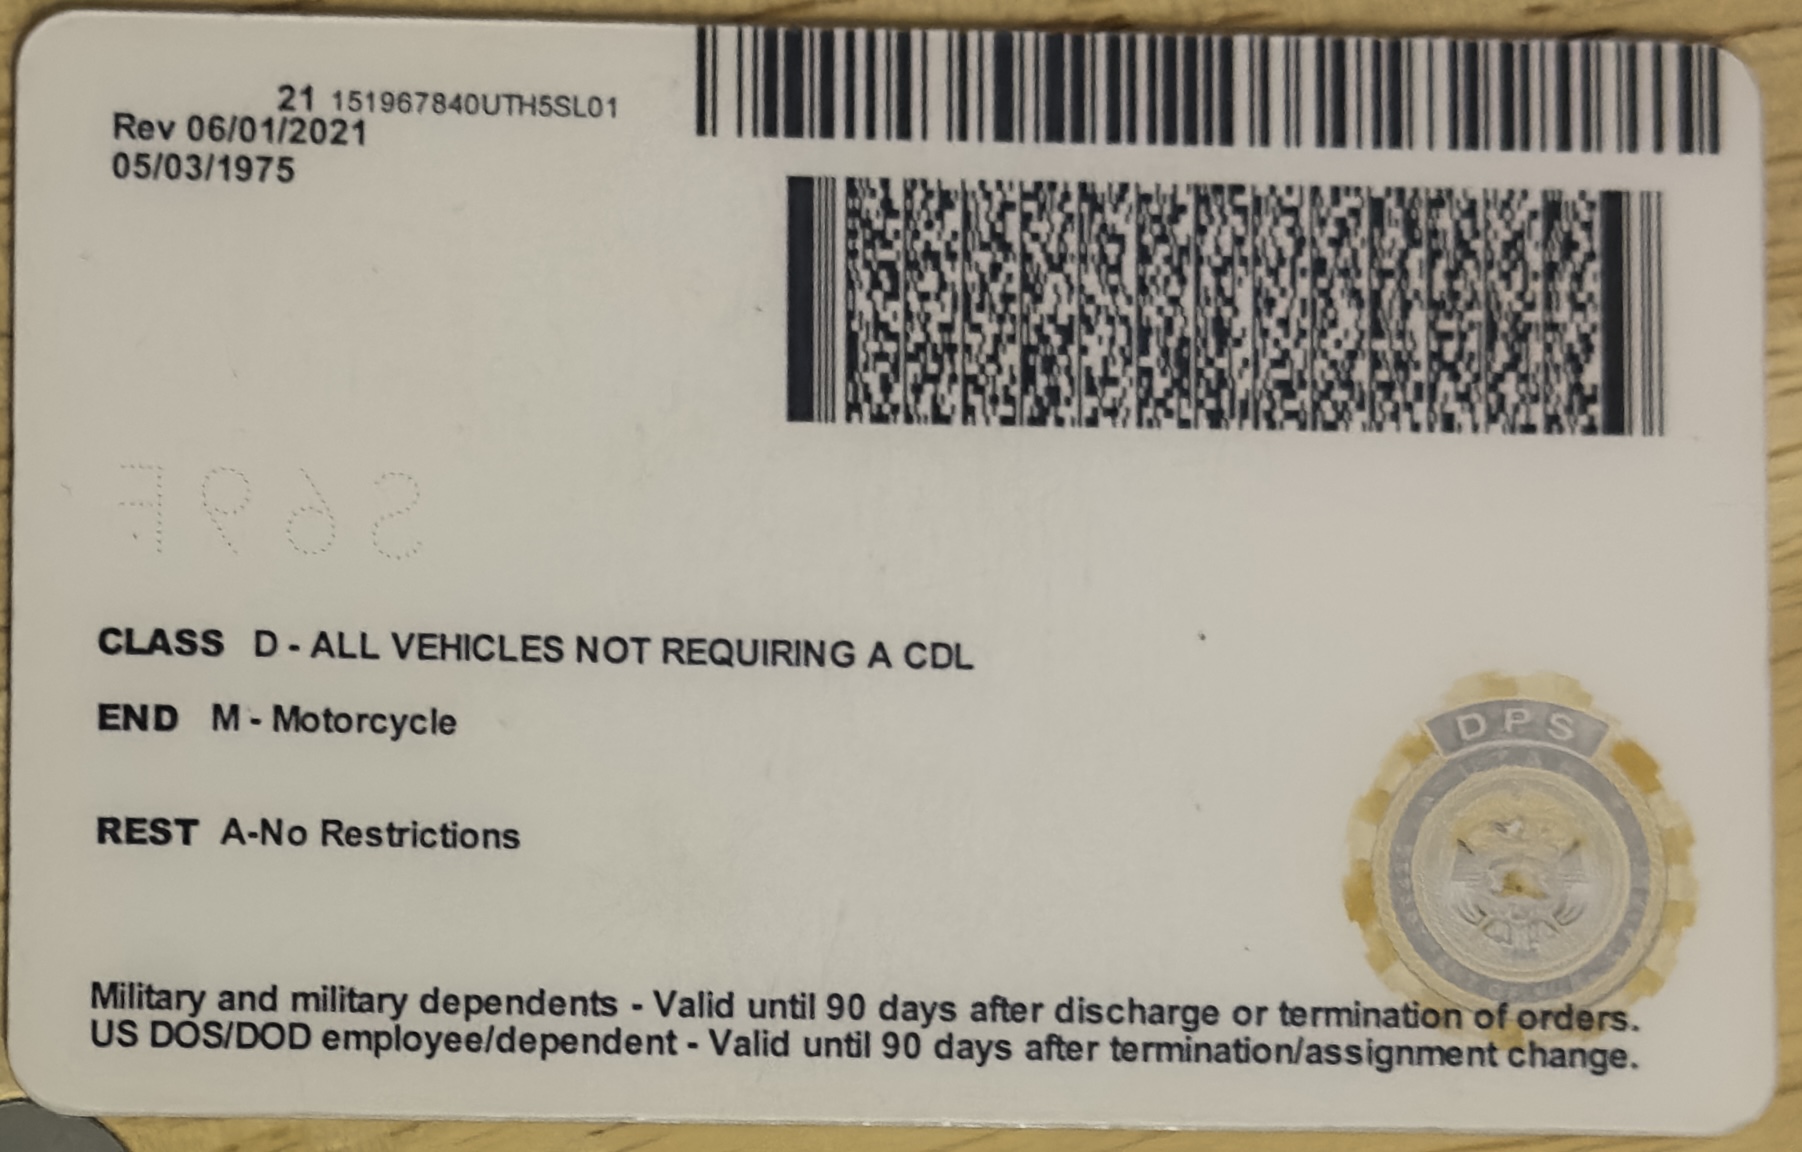 21 151967840UTH5SL01
Rev 06/01/2021
05/03/1975
S69F
CLASS D - ALL VEHICLES NOT REQUIRING A CDL
END M - Motorcycle
REST A-No Restrictions
DPS
Military and military dependents - Valid until 90 days after discharge or termination of orders.
US DOS/DOD employee/dependent - Valid until 90 days after termination/assignment change.